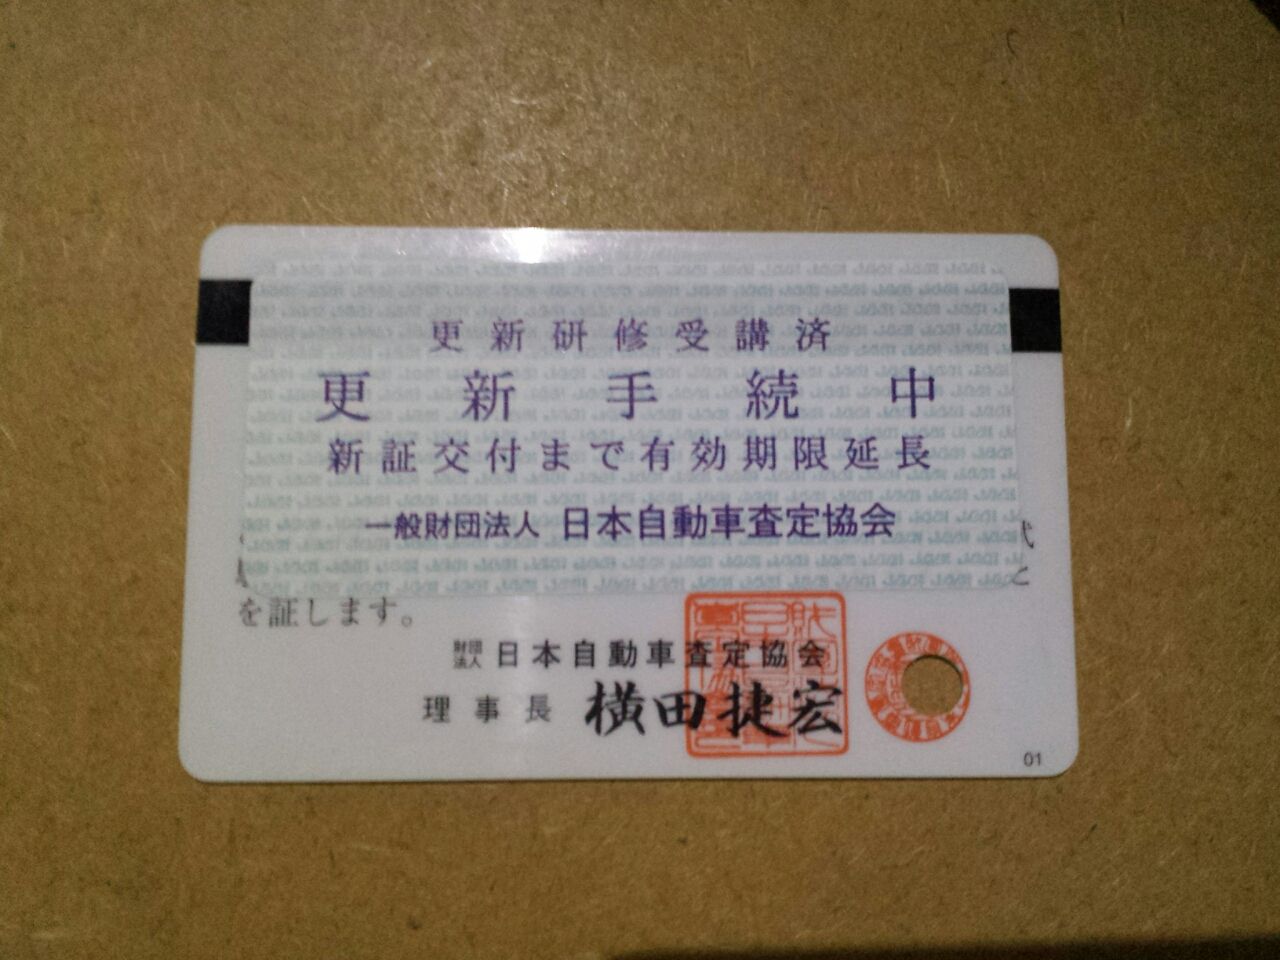 更新研修受講済
更新手続中
新証交付まで有効期限延長
一般財団法人 日本自動車査定協会
を証します。
財団法人 日本自動車査定協会
理事長 横田捷宏
01